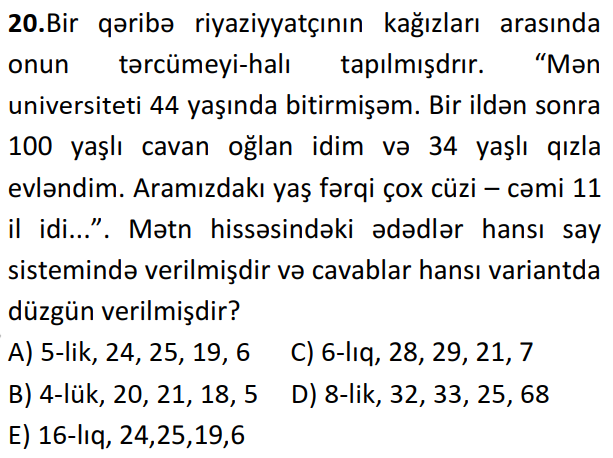 20.Bir qəribə riyaziyyatçının kağızları arasında
onun tərcümeyi-halı tapılmışdrır. “Mən
universiteti 44 yaşında bitirmişəm. Bir ildən sonra
100 yaşlı cavan oğlan idim və 34 yaşlı qızla
evləndim. Aramızdakı yaş fərqi çox cüzi – cəmi 11
il idi...”. Mətn hissəsindəki ədədlər hansı say
sistemində verilmişdir və cavablar hansı variantda
düzgün verilmişdir?
A) 5-lik, 24, 25, 19, 6 C) 6-lıq, 28, 29, 21, 7
B) 4-lük, 20, 21, 18, 5 D) 8-lik, 32, 33, 25, 68
E) 16-lıq, 24,25,19,6